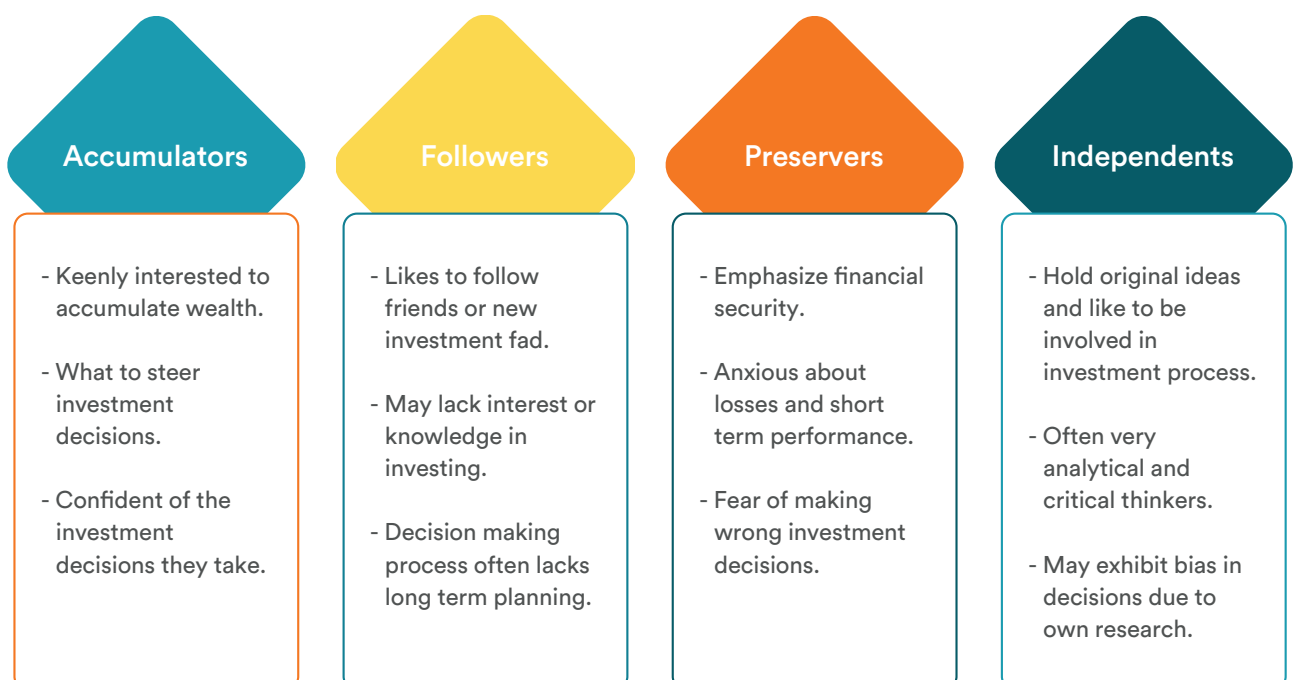 Accumulators
- Keenly interested to
accumulate wealth.
- What to steer
investment
decisions.
- Confident of the
investment
decisions they take.
Followers
- Likes to follow
friends or new
investment fad.
- May lack interest or
knowledge in
investing.
- Decision making
process often lacks
long term planning.
Preservers
- Emphasize financial
security.
- Anxious about
losses and short
term performance.
- Fear of making
wrong investment
decisions.
Independents
- Hold original ideas
and like to be
involved in
investment process.
- Often very
analytical and
critical thinkers.
- May exhibit bias in
decisions due to
own research.